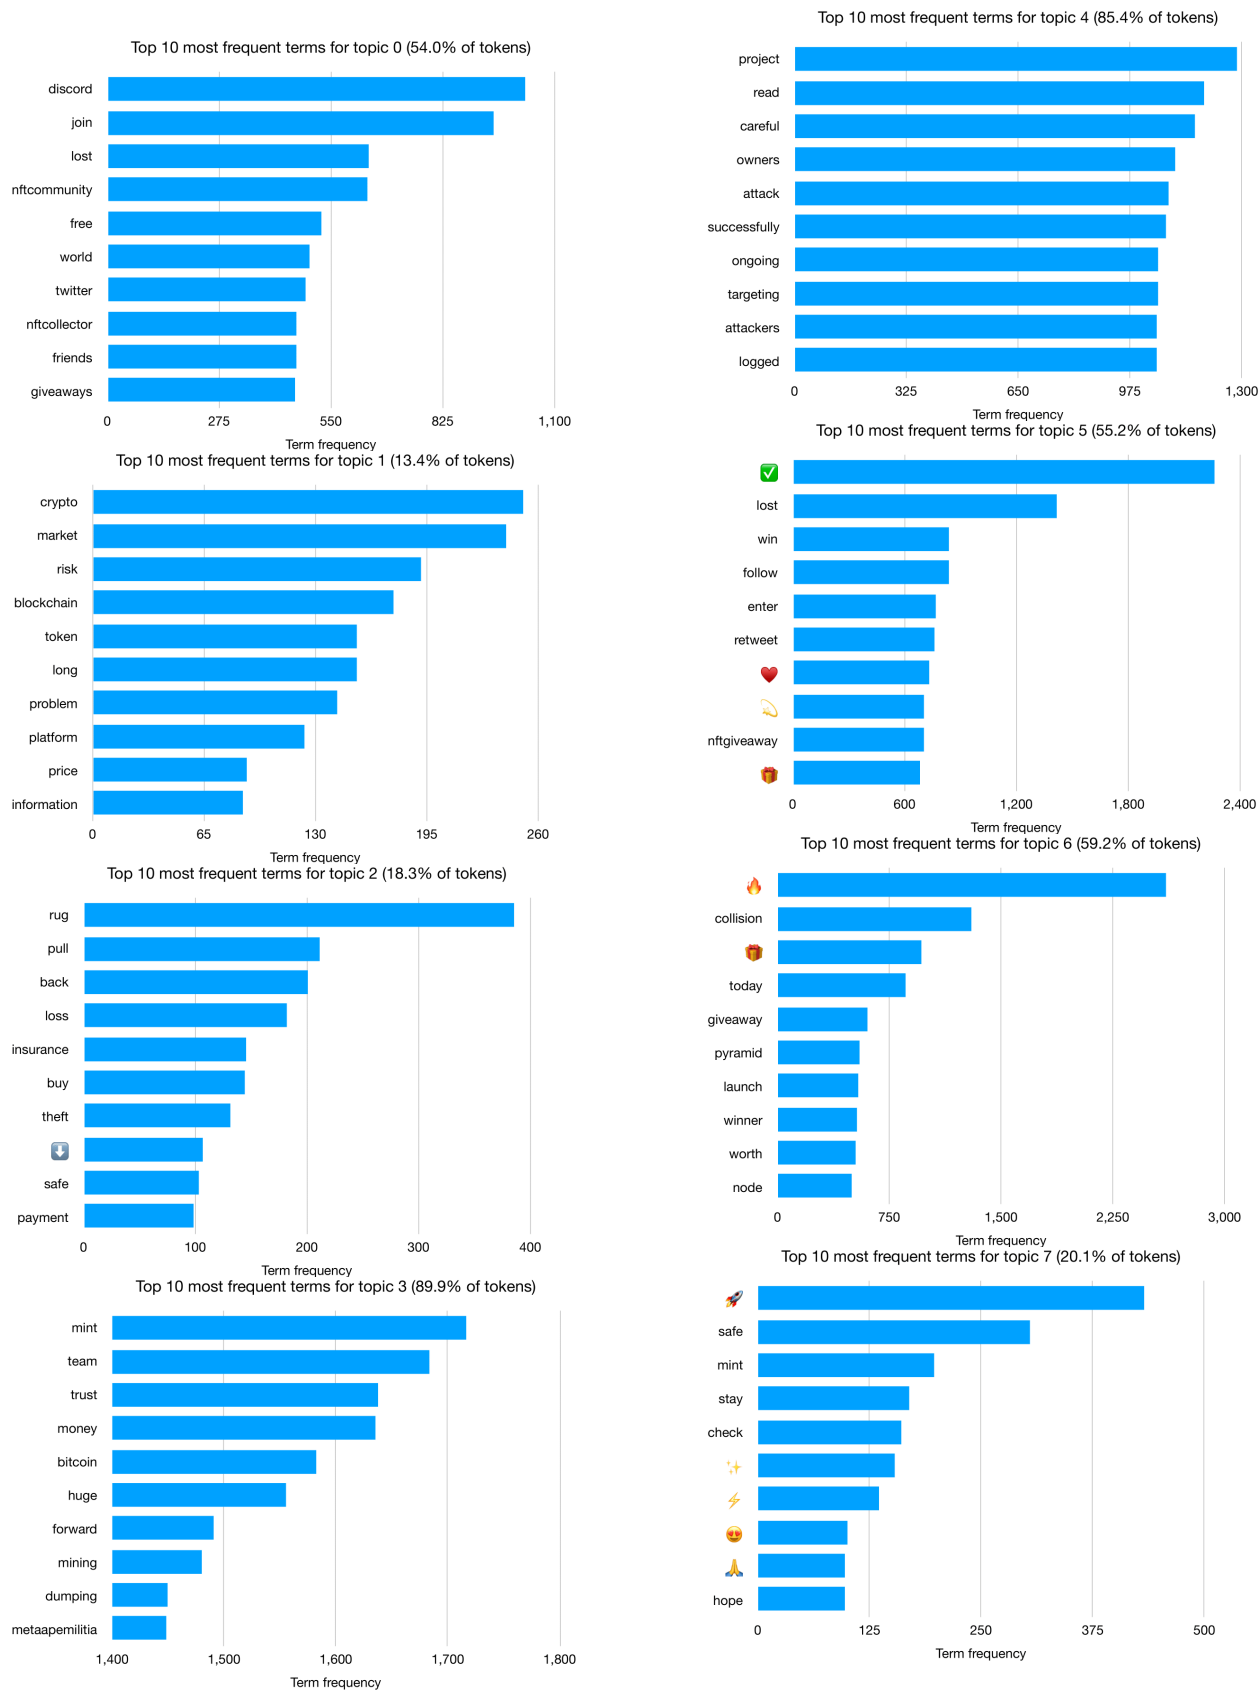 Top 10 most frequent terms for topic 0 (54.0% of tokens)
discord
join
lost
nftcommunity
free
world
twitter
nftcollector
friends
giveaways
0 275 550 825 1,100
Term frequency
Top 10 most frequent terms for topic 1 (13.4% of tokens)
crypto
market
risk
blockchain
token
long
problem
platform
price
information
0 65 130 195 260
Term frequency
Top 10 most frequent terms for topic 2 (18.3% of tokens)
rug
pull
back
loss
insurance
buy
theft
⬇️
safe
payment
0 100 200 300 400
Term frequency
Top 10 most frequent terms for topic 3 (89.9% of tokens)
mint
team
trust
money
bitcoin
huge
forward
mining
dumping
metaapemilitia
1,400 1,500 1,600 1,700 1,800
Term frequency
Top 10 most frequent terms for topic 4 (85.4% of tokens)
project
read
careful
owners
attack
successfully
ongoing
targeting
attackers
logged
0 325 650 975 1,300
Term frequency
Top 10 most frequent terms for topic 5 (55.2% of tokens)
✅
lost
win
follow
enter
retweet
♥️
💫
nftgiveaway
🎁
0 600 1,200 1,800 2,400
Term frequency
Top 10 most frequent terms for topic 6 (59.2% of tokens)
🔥
collision
🎁
today
giveaway
pyramid
launch
winner
worth
node
0 750 1,500 2,250 3,000
Term frequency
Top 10 most frequent terms for topic 7 (20.1% of tokens)
🚀
safe
mint
stay
check
✨
⚡
😍
🙏
hope
0 125 250 375 500
Term frequency